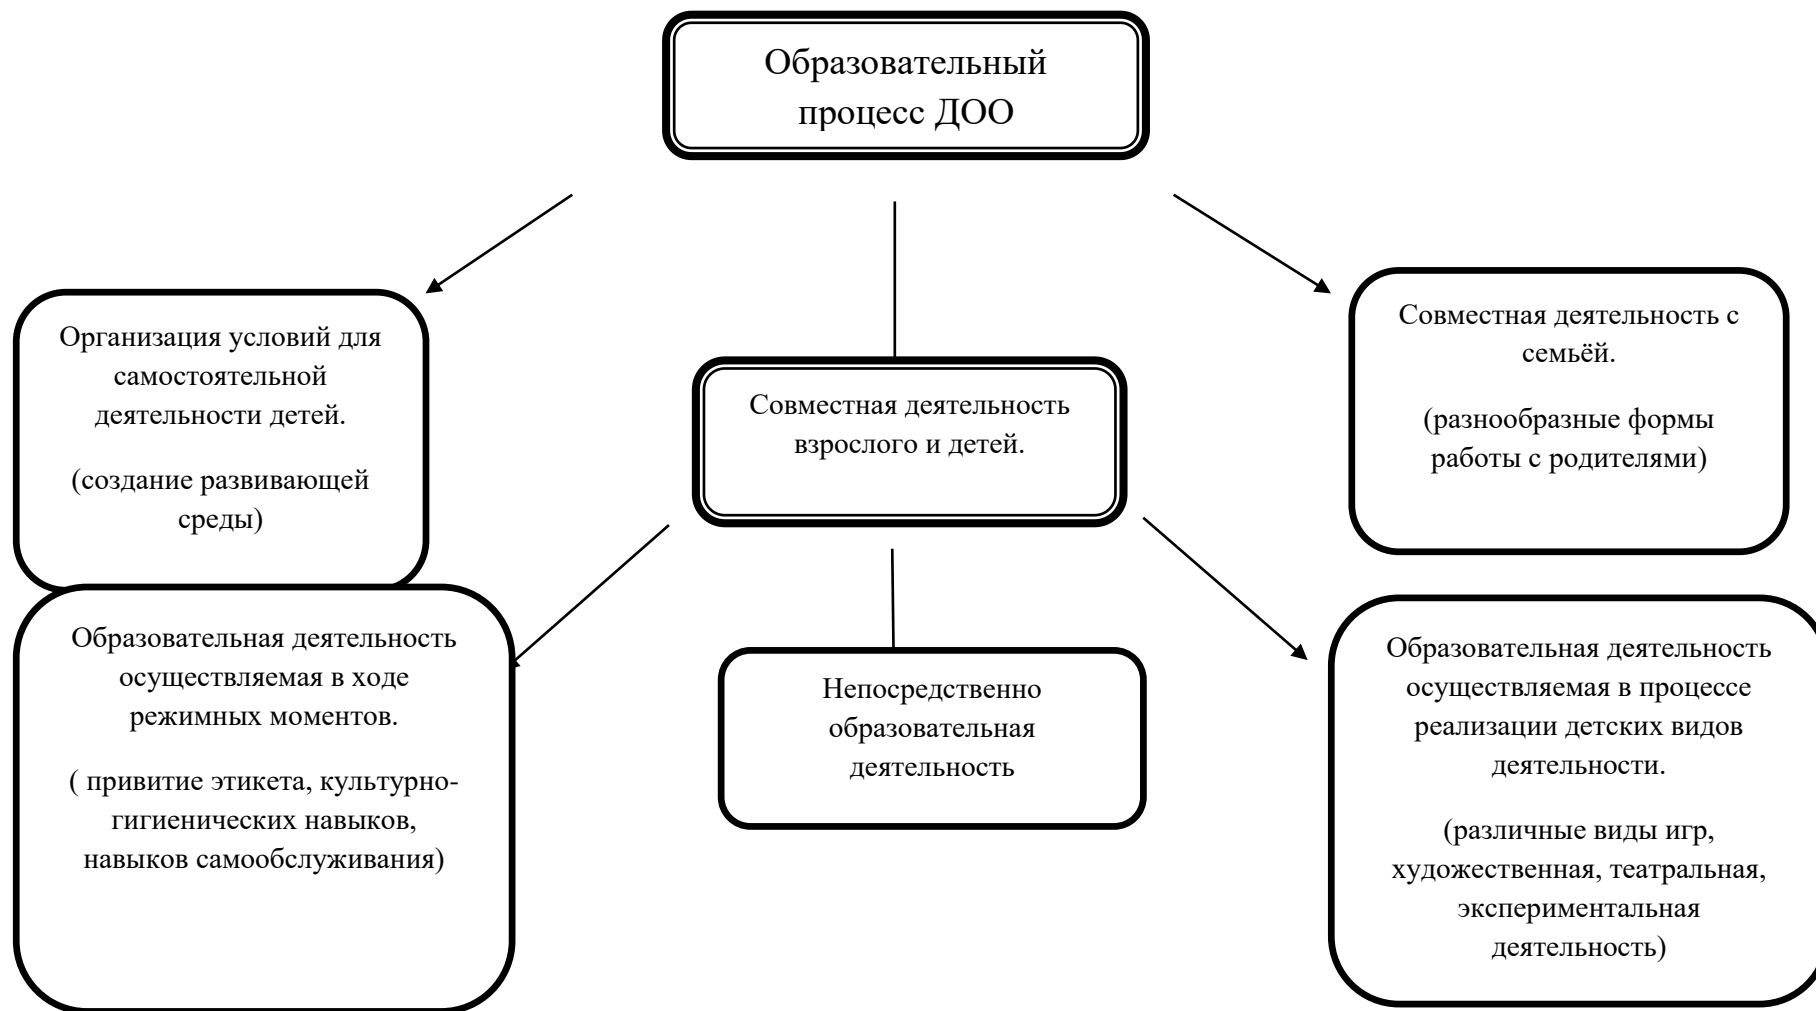 Образовательный
процесс ДОО
Организация условий для
самостоятельной
деятельности детей.
(создание развивающей
среды)
Совместная деятельность
взрослого и детей.
Совместная деятельность с
семьёй.
(разнообразные формы
работы с родителями)
Образовательная деятельность
осуществляемая в ходе
режимных моментов.
( привитие этикета, культурно-
гигиенических навыков,
навыков самообслуживания)
Непосредственно
образовательная
деятельность
Образовательная деятельность
осуществляемая в процессе
реализации детских видов
деятельности.
(различные виды игр,
художественная, театральная,
экспериментальная
деятельность)